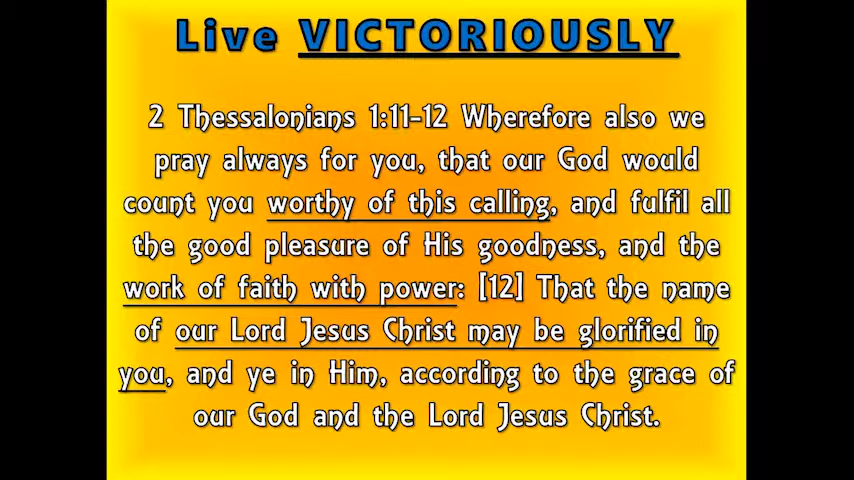 Live VICTORIOUSLY
2 Thessalonians 1:11-12 Wherefore also we
pray always for you, that our God would
count you worthy of this calling, and fulfil all
the good pleasure of His goodness, and the
work of faith with power: [12] That the name
of our Lord Jesus Christ may be glorified in
you, and ye in Him, according to the grace of
our God and the Lord Jesus Christ.